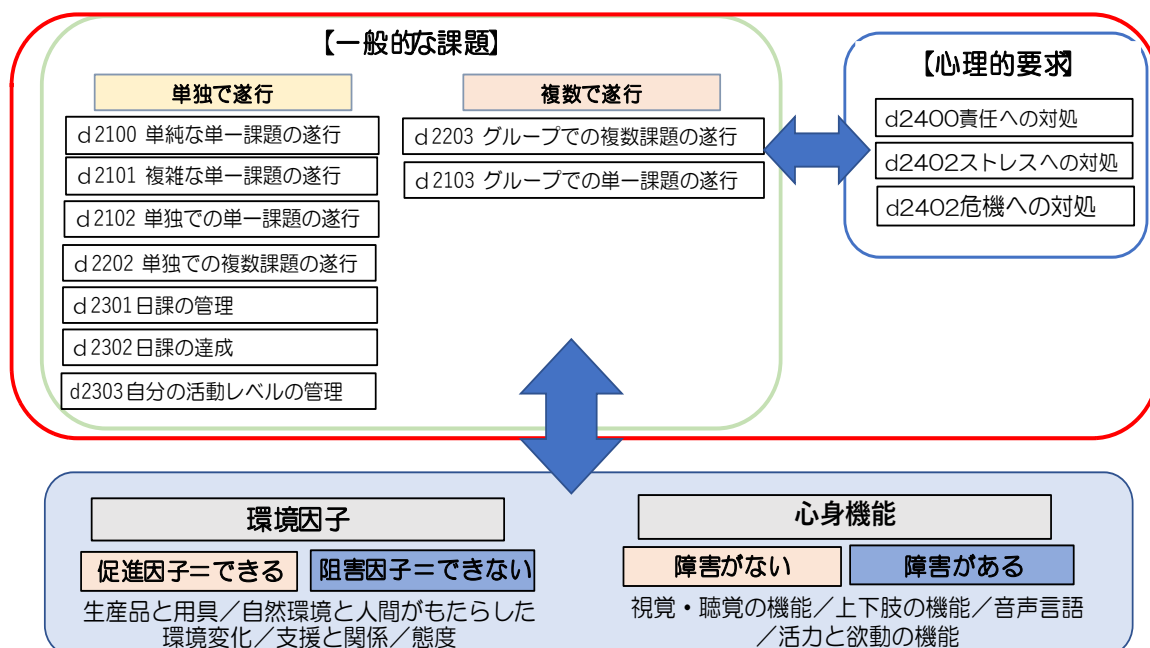 【一般的な課題】
単独で遂行
ｄ2100 単純な単一課題の遂行
ｄ2101 複雑な単一課題の遂行
ｄ2102 単独での単一課題の遂行
ｄ2202 単独での複数課題の遂行
ｄ2301日課の管理
ｄ2302日課の達成
d2303自分の活動レベルの管理
複数で遂行
ｄ2203 グループでの複数課題の遂行
ｄ2103 グループでの単一課題の遂行
【心理的要求】
d2400責任への対処
d2402ストレスへの対処
d2402危機への対処
環境因子
促進因子＝できる
阻害因子＝できない
生産品と用具／自然環境と人間がもたらした
環境変化／支援と関係／態度
心身機能
障害がない
障害がある
視覚・聴覚の機能／上下肢の機能／音声言語
／活力と欲動の機能